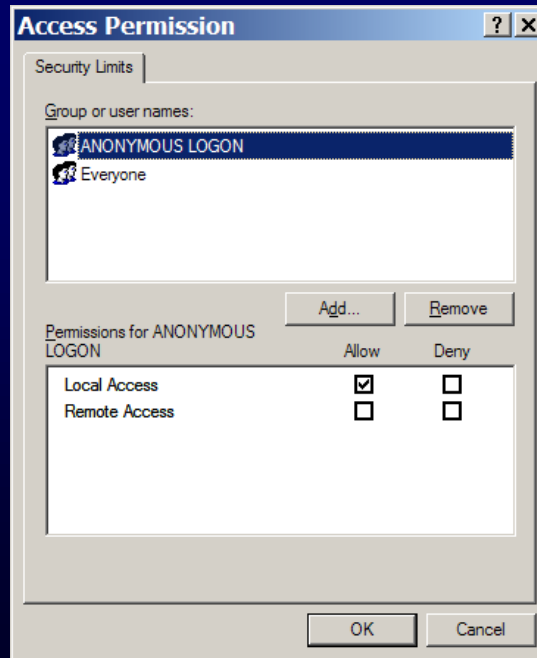 Access Permission
Security Limits
Group or user names:
ANONYMOUS LOGON
Everyone
Add...
Remove
Permissions for ANONYMOUS
LOGON
Allow
Deny
Local Access
Remote Access
OK
Cancel